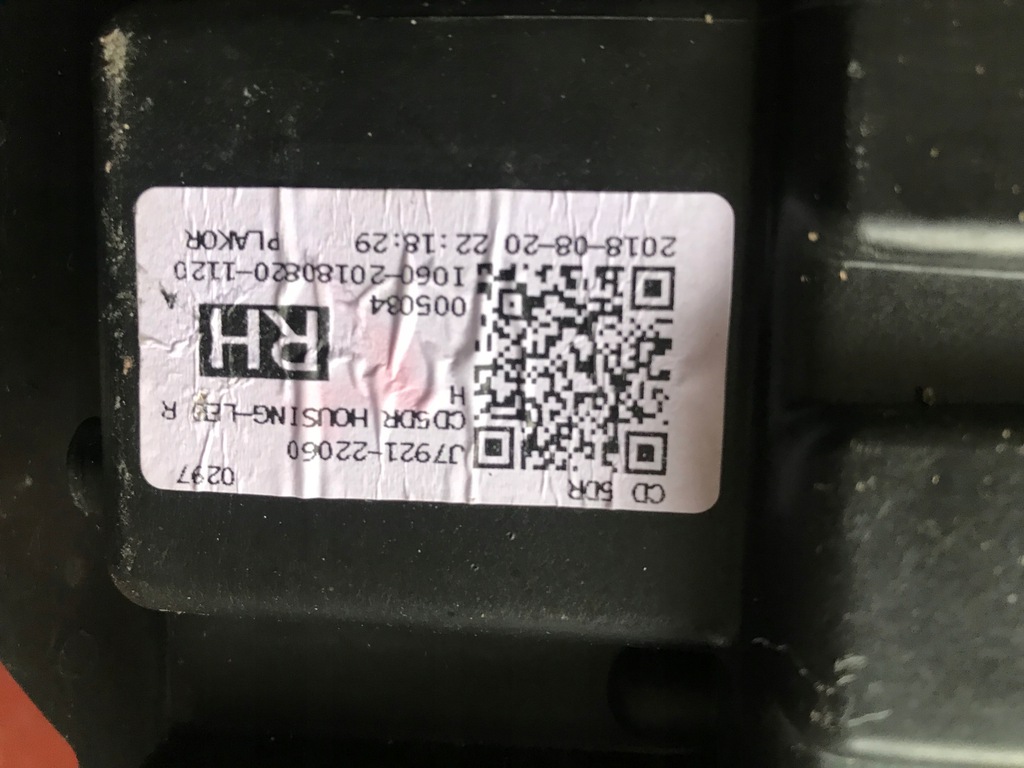 CD 5DR 0297
J7921-22060
CD5DR HOUSING-LED R
H
RH
005034 A
1060-20180820-1120
2018-08-20 22:18:29 PLAKOR